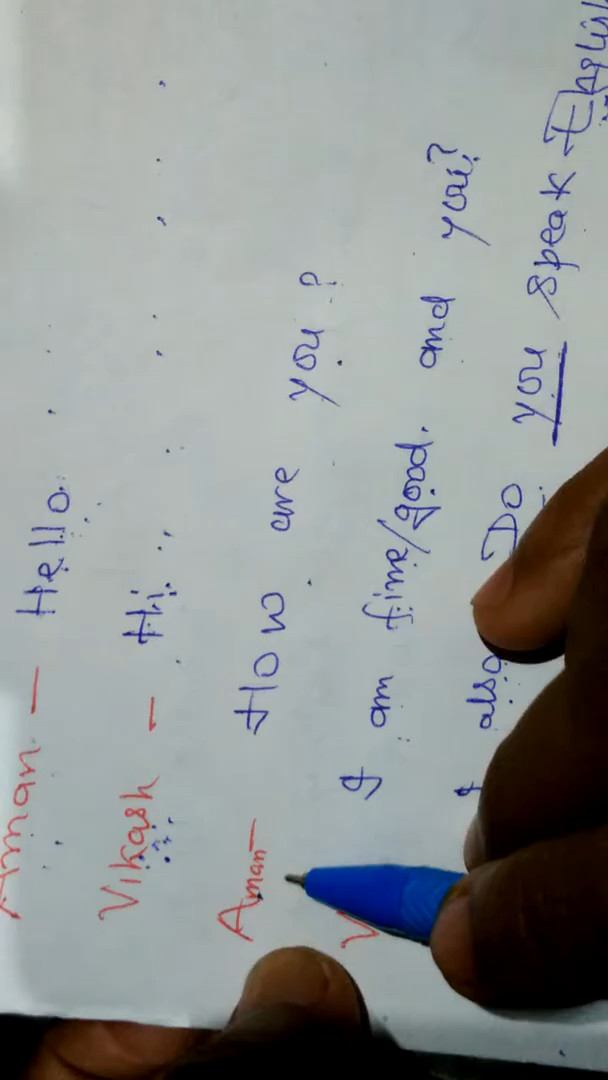 Aman — Hello.
Vikash — Hi
Aman — How are you?
I am fine/good. and you?
I also Do you speak English